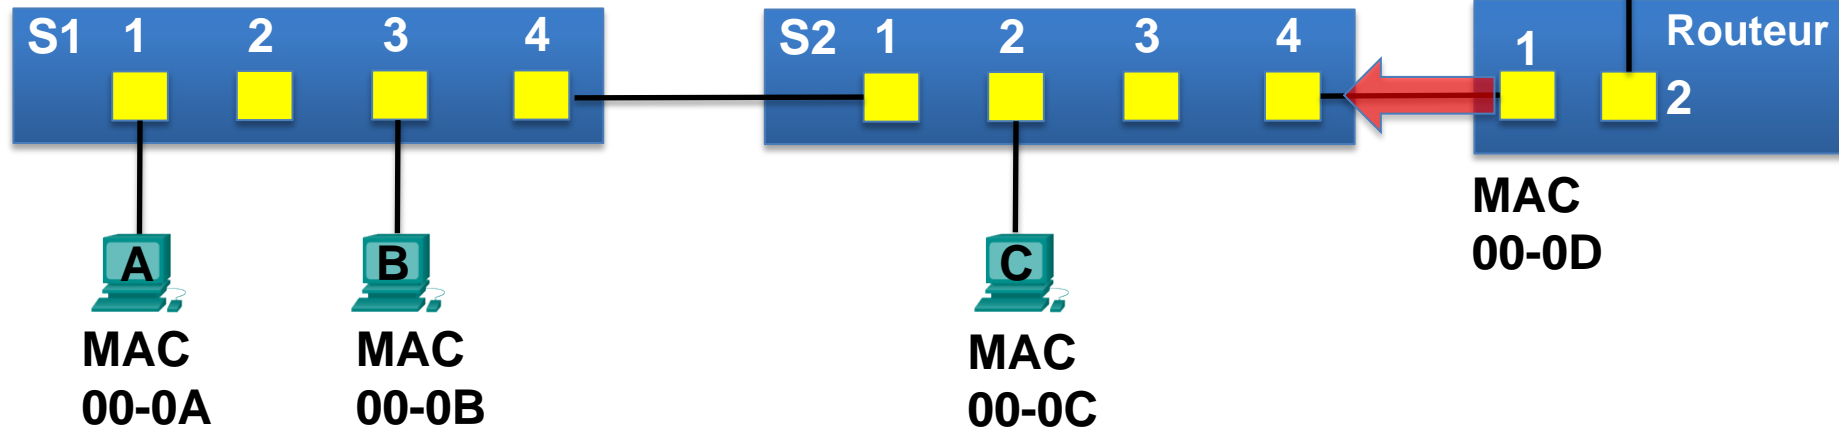 S1 1 2 3 4
S2 1 2 3 4
1 Routeur
2
MAC
00-0D
A
B
C
MAC
00-0A
MAC
00-0B
MAC
00-0C